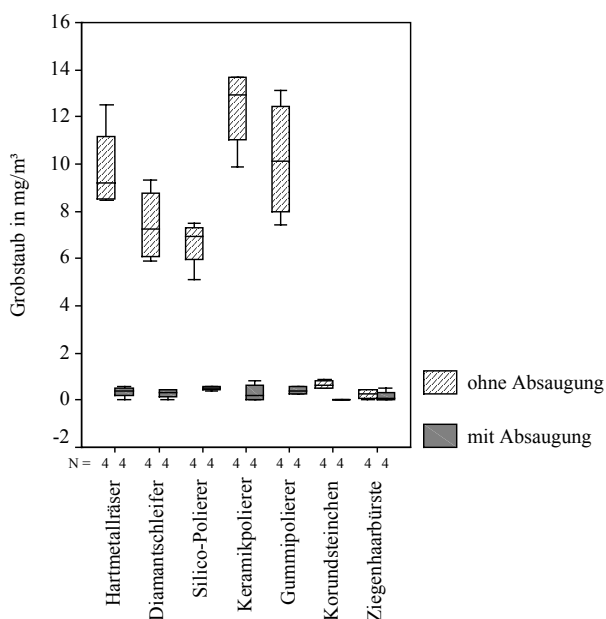 Grobstaub in mg/m³
16
14
12
10
8
6
4
2
0
-2
N = 4 4 4 4 4 4 4 4 4 4 4 4 4 4
Hartmetallräser
Diamantschleifer
Silico-Polierer
Keramikpolierer
Gummipolierer
Korundsteinchen
Ziegenhaarbürste
ohne Absaugung
mit Absaugung